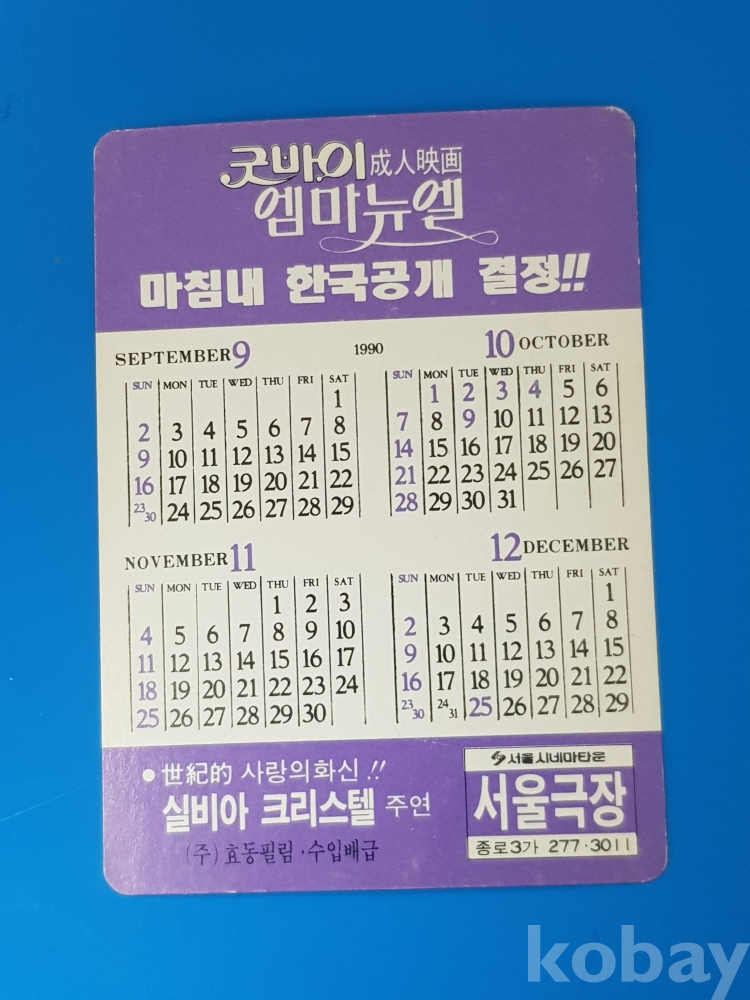 굿바이 成人映画
엠마뉴엘
마침내 한국공개 결정!!
SEPTEMBER 9
1990
10 OCTOBER
SUN MON TUE WED THU FRI SAT
1
2 3 4 5 6 7 8
9 10 11 12 13 14 15
16 17 18 19 20 21 22
23 30 24 25 26 27 28 29
SUN MON TUE WED THU FRI SAT
1 2 3 4 5 6
7 8 9 10 11 12 13
14 15 16 17 18 19 20
21 22 23 24 25 26 27
28 29 30 31
NOVEMBER 11
12 DECEMBER
SUN MON TUE WED THU FRI SAT
1 2 3
4 5 6 7 8 9 10
11 12 13 14 15 16 17
18 19 20 21 22 23 24
25 26 27 28 29 30
SUN MON TUE WED THU FRI SAT
1
2 3 4 5 6 7 8
9 10 11 12 13 14 15
16 17 18 19 20 21 22
23 30 24 31 25 26 27 28 29
● 世紀的 사랑의화신!!
실비아 크리스텔 주연
(주) 효동필림·수입배급
서울시네마타운
서울극장
종로3가 277·3011
kobay